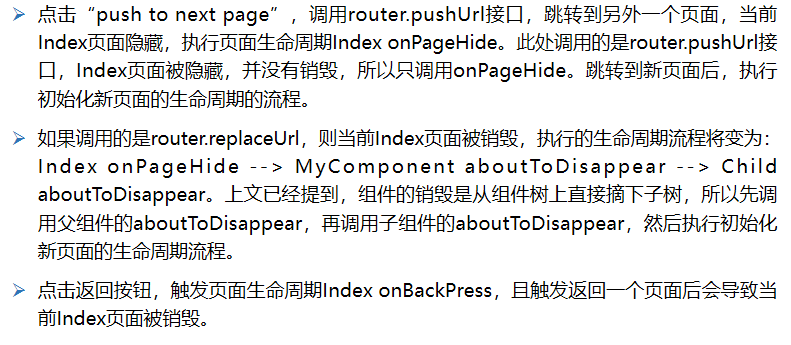 ➢ 点击“push to next page”，调用router.pushUrl接口，跳转到另外一个页面，当前
Index页面隐藏，执行页面生命周期Index onPageHide。此处调用的是router.pushUrl接
口，Index页面被隐藏，并没有销毁，所以只调用onPageHide。跳转到新页面后，执行
初始化新页面的生命周期的流程。
➢ 如果调用的是router.replaceUrl，则当前Index页面被销毁，执行的生命周期流程将变为：
Index onPageHide --> MyComponent aboutToDisappear --> Child
aboutToDisappear。上文已经提到，组件的销毁是从组件树上直接摘下子树，所以先调
用父组件的aboutToDisappear，再调用子组件的aboutToDisappear，然后执行初始化
新页面的生命周期流程。
➢ 点击返回按钮，触发页面生命周期Index onBackPress，且触发返回一个页面后会导致当
前Index页面被销毁。